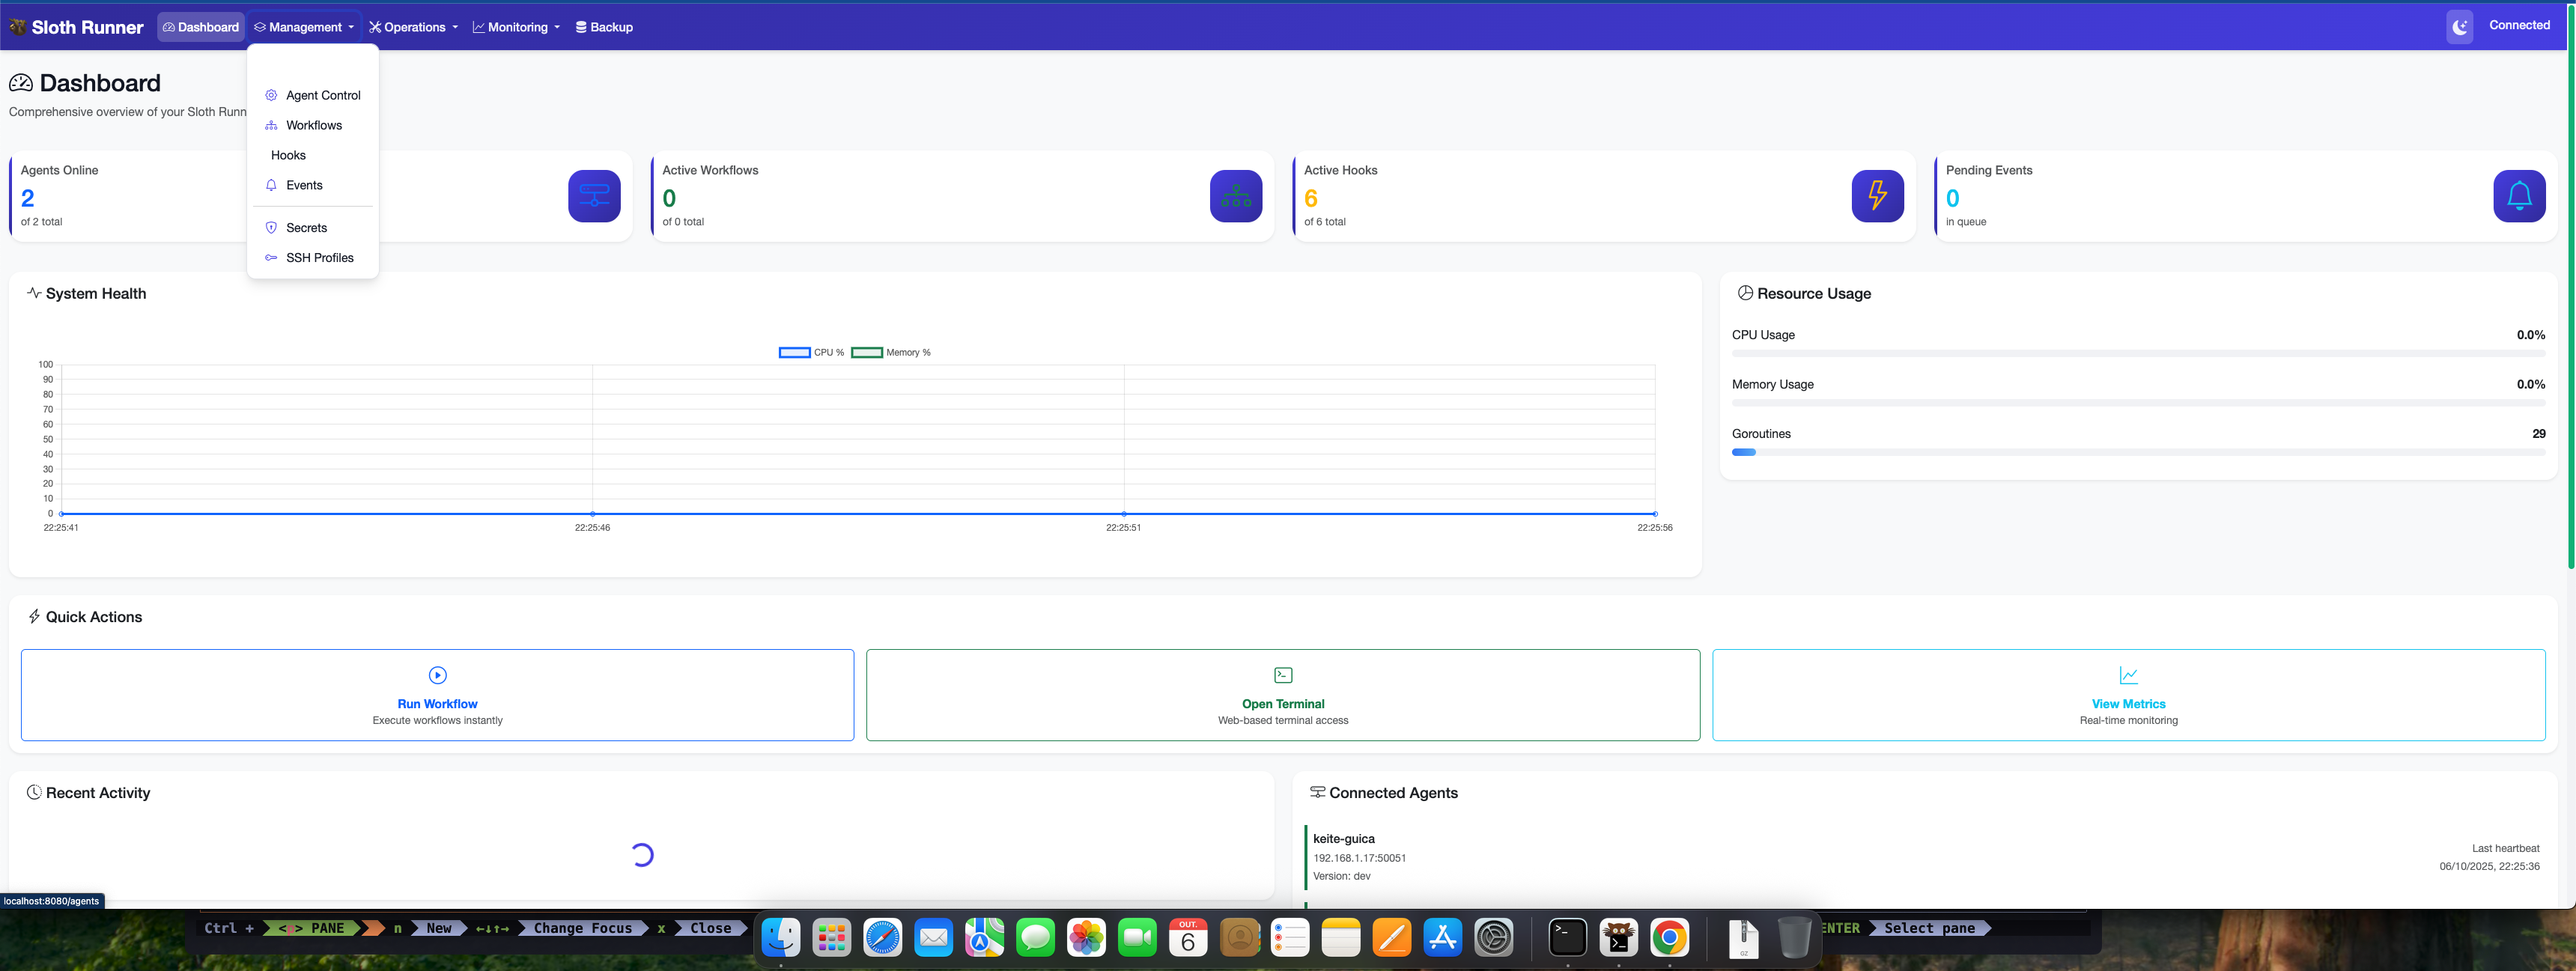 Sloth Runner
Dashboard
Management
Operations
Monitoring
Backup
Connected
Dashboard
Comprehensive overview of your Sloth Runn
Agent Control
Workflows
Hooks
Events
Secrets
SSH Profiles
Agents Online
2
of 2 total
Active Workflows
0
of 0 total
Active Hooks
6
of 6 total
Pending Events
0
in queue
System Health
CPU %
Memory %
100
90
80
70
60
50
40
30
20
10
0
22:25:41
22:25:46
22:25:51
22:25:56
Resource Usage
CPU Usage
0.0%
Memory Usage
0.0%
Goroutines
29
Quick Actions
Run Workflow
Execute workflows instantly
Open Terminal
Web-based terminal access
View Metrics
Real-time monitoring
Recent Activity
Connected Agents
keite-guica
192.168.1.17:50051
Version: dev
Last heartbeat
06/10/2025, 22:25:36
localhost:8080/agents
Ctrl + <p> PANE n New ←↓↑→ Change Focus x Close
OUT.
6
GZ
ENTER Select pane